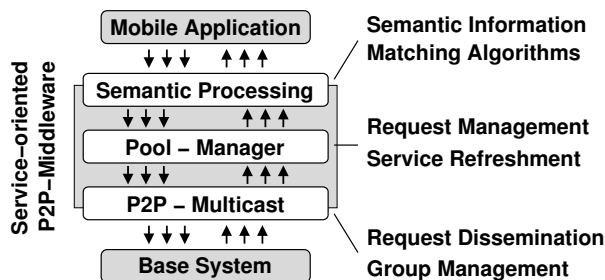 Mobile Application
Semantic Information
Matching Algorithms
Service–oriented
P2P–Middleware
Semantic Processing
Pool – Manager
Request Management
Service Refreshment
P2P – Multicast
Request Dissemination
Group Management
Base System